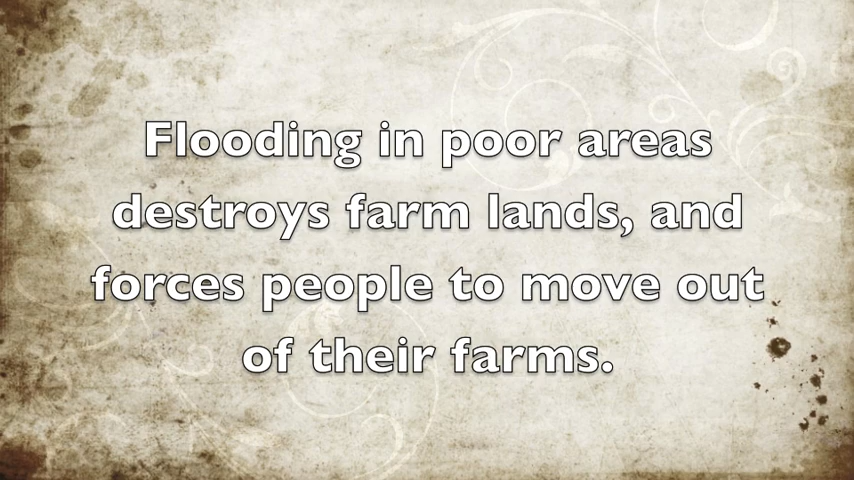 Flooding in poor areas
destroys farm lands, and
forces people to move out
of their farms.